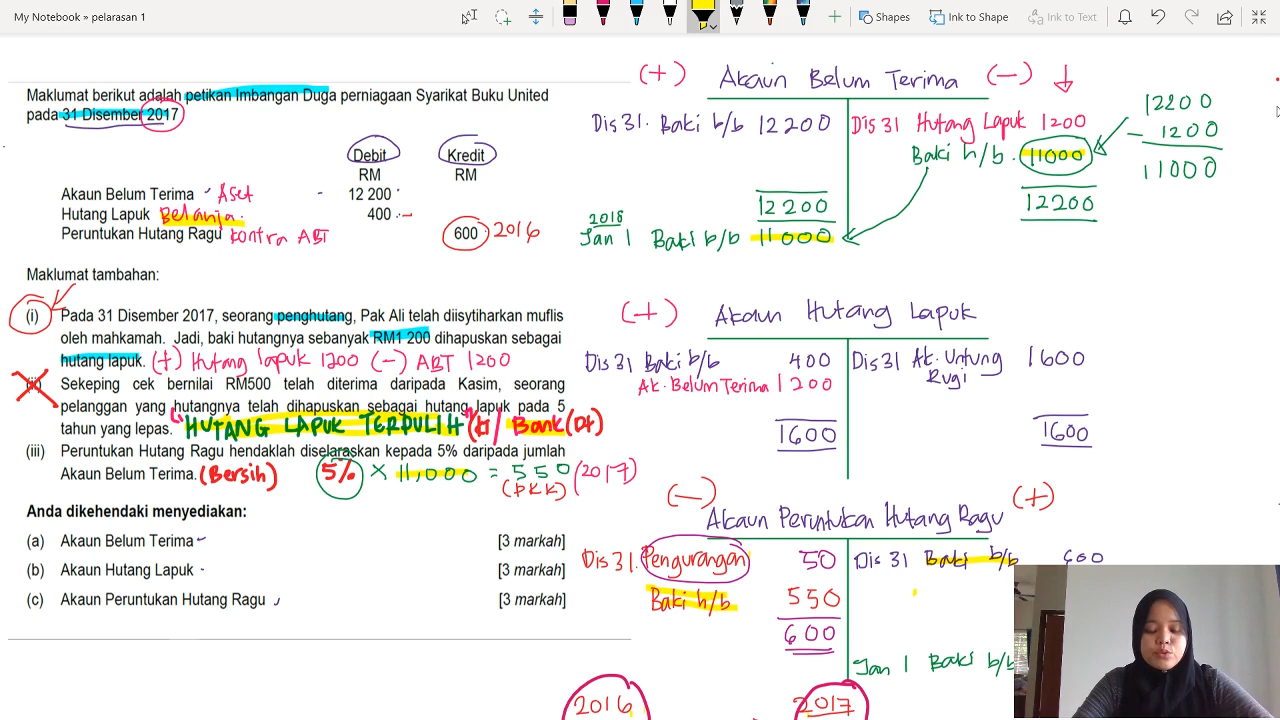 My Notebook » pelarasan 1
Shapes
Ink to Shape
Ink to Text
Maklumat berikut adalah petikan Imbangan Duga perniagaan Syarikat Buku United
pada 31 Disember 2017
Debit Kredit
RM RM
Akaun Belum Terima Aset 12 200
Hutang Lapuk Belanja 400
Peruntukan Hutang Ragu kontra ABT 600 2016
Maklumat tambahan:
(i) Pada 31 Disember 2017, seorang penghutang, Pak Ali telah diisytiharkan muflis
oleh mahkamah. Jadi, baki hutangnya sebanyak RM1 200 dihapuskan sebagai
hutang lapuk. (+) Hutang lapuk 1200 (-) ABT 1200
(ii) Sekeping cek bernilai RM500 telah diterima daripada Kasim, seorang
pelanggan yang hutangnya telah dihapuskan sebagai hutang lapuk pada 5
tahun yang lepas. HUTANG LAPUK TERPULIH (kt) / Bank (Dt)
(iii) Peruntukan Hutang Ragu hendaklah diselaraskan kepada 5% daripada jumlah
Akaun Belum Terima. (Bersih) 5% × 11,000 = 550 (2017)
(PKK)
Anda dikehendaki menyediakan:
(a) Akaun Belum Terima [3 markah]
(b) Akaun Hutang Lapuk [3 markah]
(c) Akaun Peruntukan Hutang Ragu [3 markah]
(+) Akaun Belum Terima (-)
Dis 31. Baki b/b 12200 Dis 31 Hutang Lapuk 1200
Baki h/b. 11000
12200 12200
2018
Jan 1 Baki b/b 11000
12200
- 1200
11000
(+) Akaun Hutang Lapuk
Dis 31 Baki b/b 400 Dis 31 Ak. Untung 1600
Rugi
Ak. Belum Terima 1200
1600 1600
(-) Akaun Peruntukan Hutang Ragu (+)
Dis 31. Pengurangan 50 Dis 31 Baki b/b 600
Baki h/b 550
600
Jan 1 Baki b/b
2016 2017